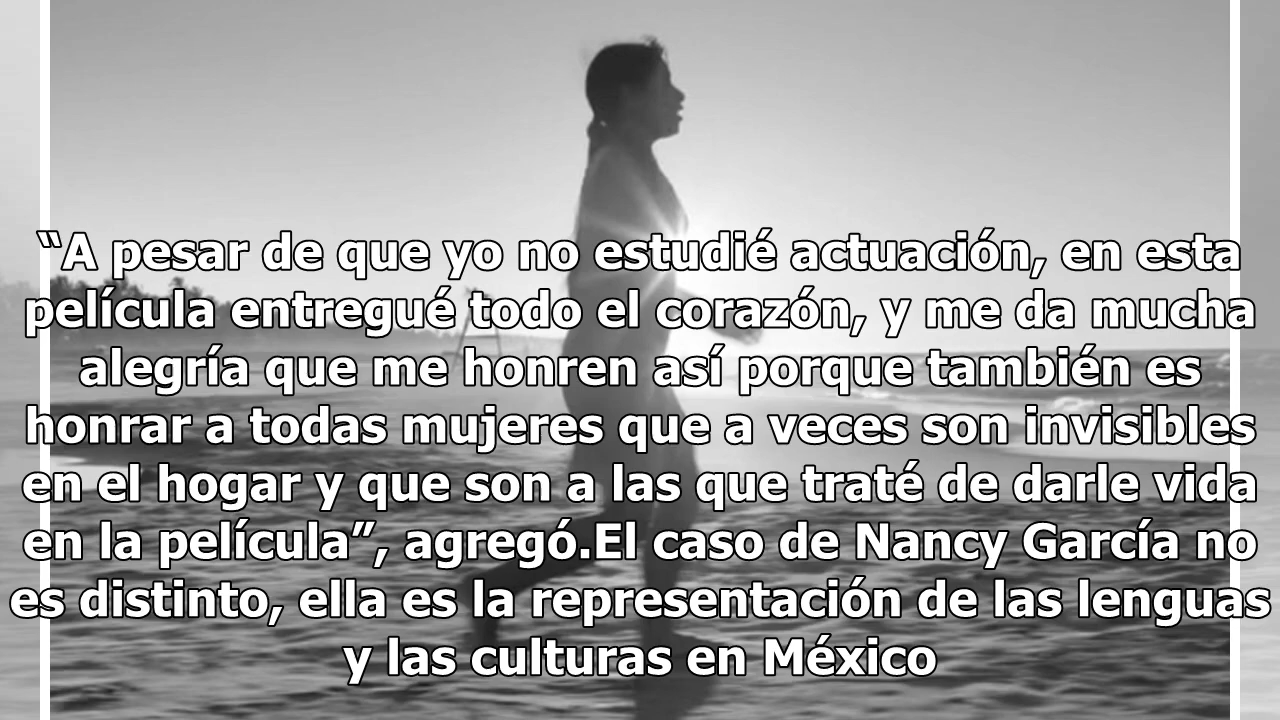 “A pesar de que yo no estudié actuación, en esta
película entregué todo el corazón, y me da mucha
alegría que me honren así porque también es
honrar a todas mujeres que a veces son invisibles
en el hogar y que son a las que traté de darle vida
en la película”, agregó.El caso de Nancy García no
es distinto, ella es la representación de las lenguas
y las culturas en México